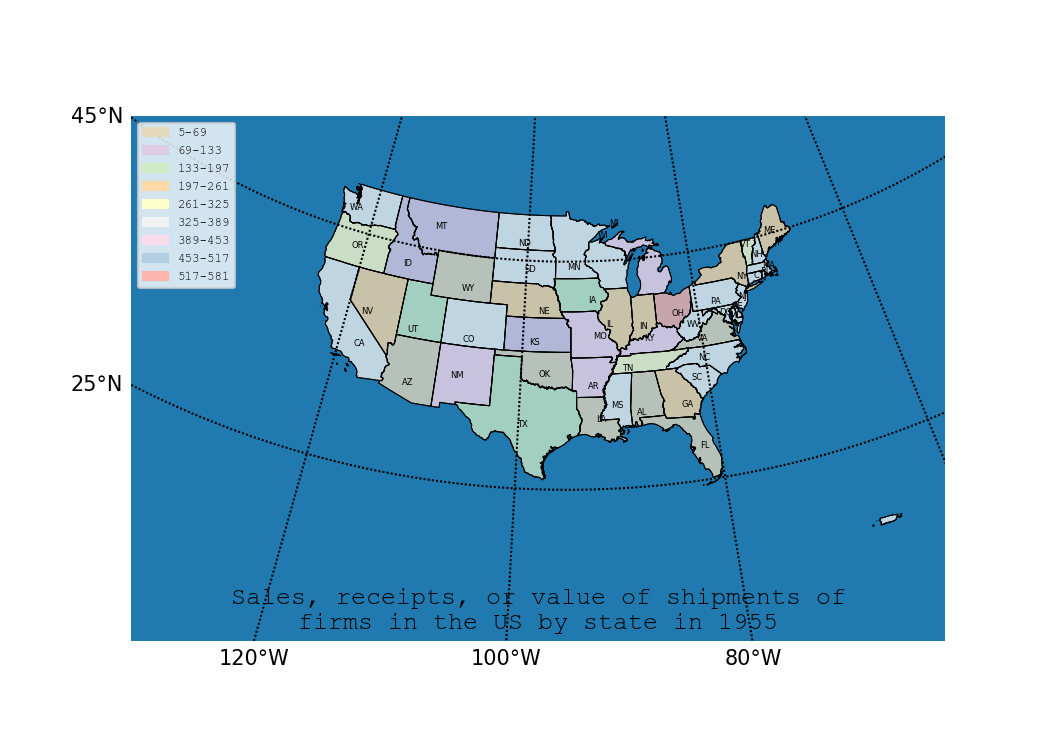 45°N
5-69
69-133
133-197
197-261
261-325
325-389
389-453
453-517
517-581
MI
WA
MT
ME
OR
ND
VT
NH
ID
SD
MN
NY
WY
IA
PA
NV
NE
IL
IN
OH
WV
UT
CO
KS
MO
KY
VA
CA
25°N
AZ
NM
OK
AR
TN
NC
SC
TX
LA
MS
AL
GA
FL
Sales, receipts, or value of shipments of
firms in the US by state in 1955
120°W
100°W
80°W